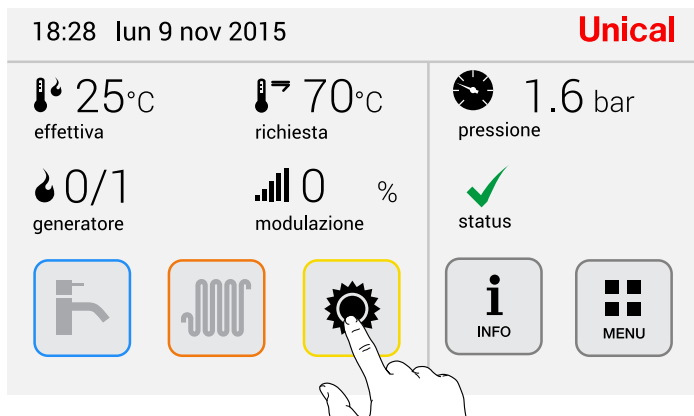 18:28 lun 9 nov 2015
Unical
25°C
effettiva
70°C
richiesta
1.6 bar
pressione
0/1
generatore
0 %
modulazione
status
i
INFO
MENU